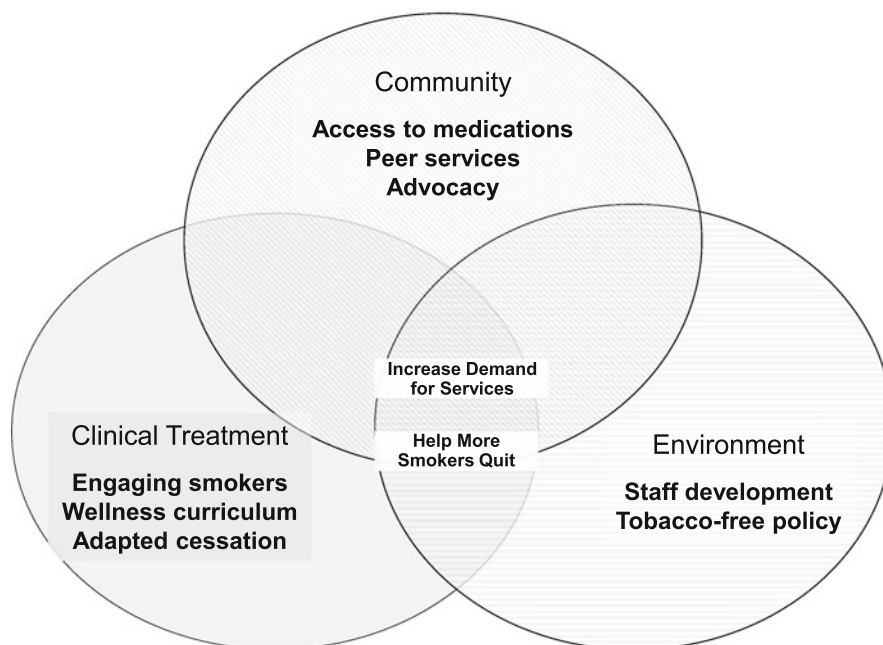 Community
Access to medications
Peer services
Advocacy
Increase Demand
for Services
Help More
Smokers Quit
Clinical Treatment
Engaging smokers
Wellness curriculum
Adapted cessation
Environment
Staff development
Tobacco-free policy